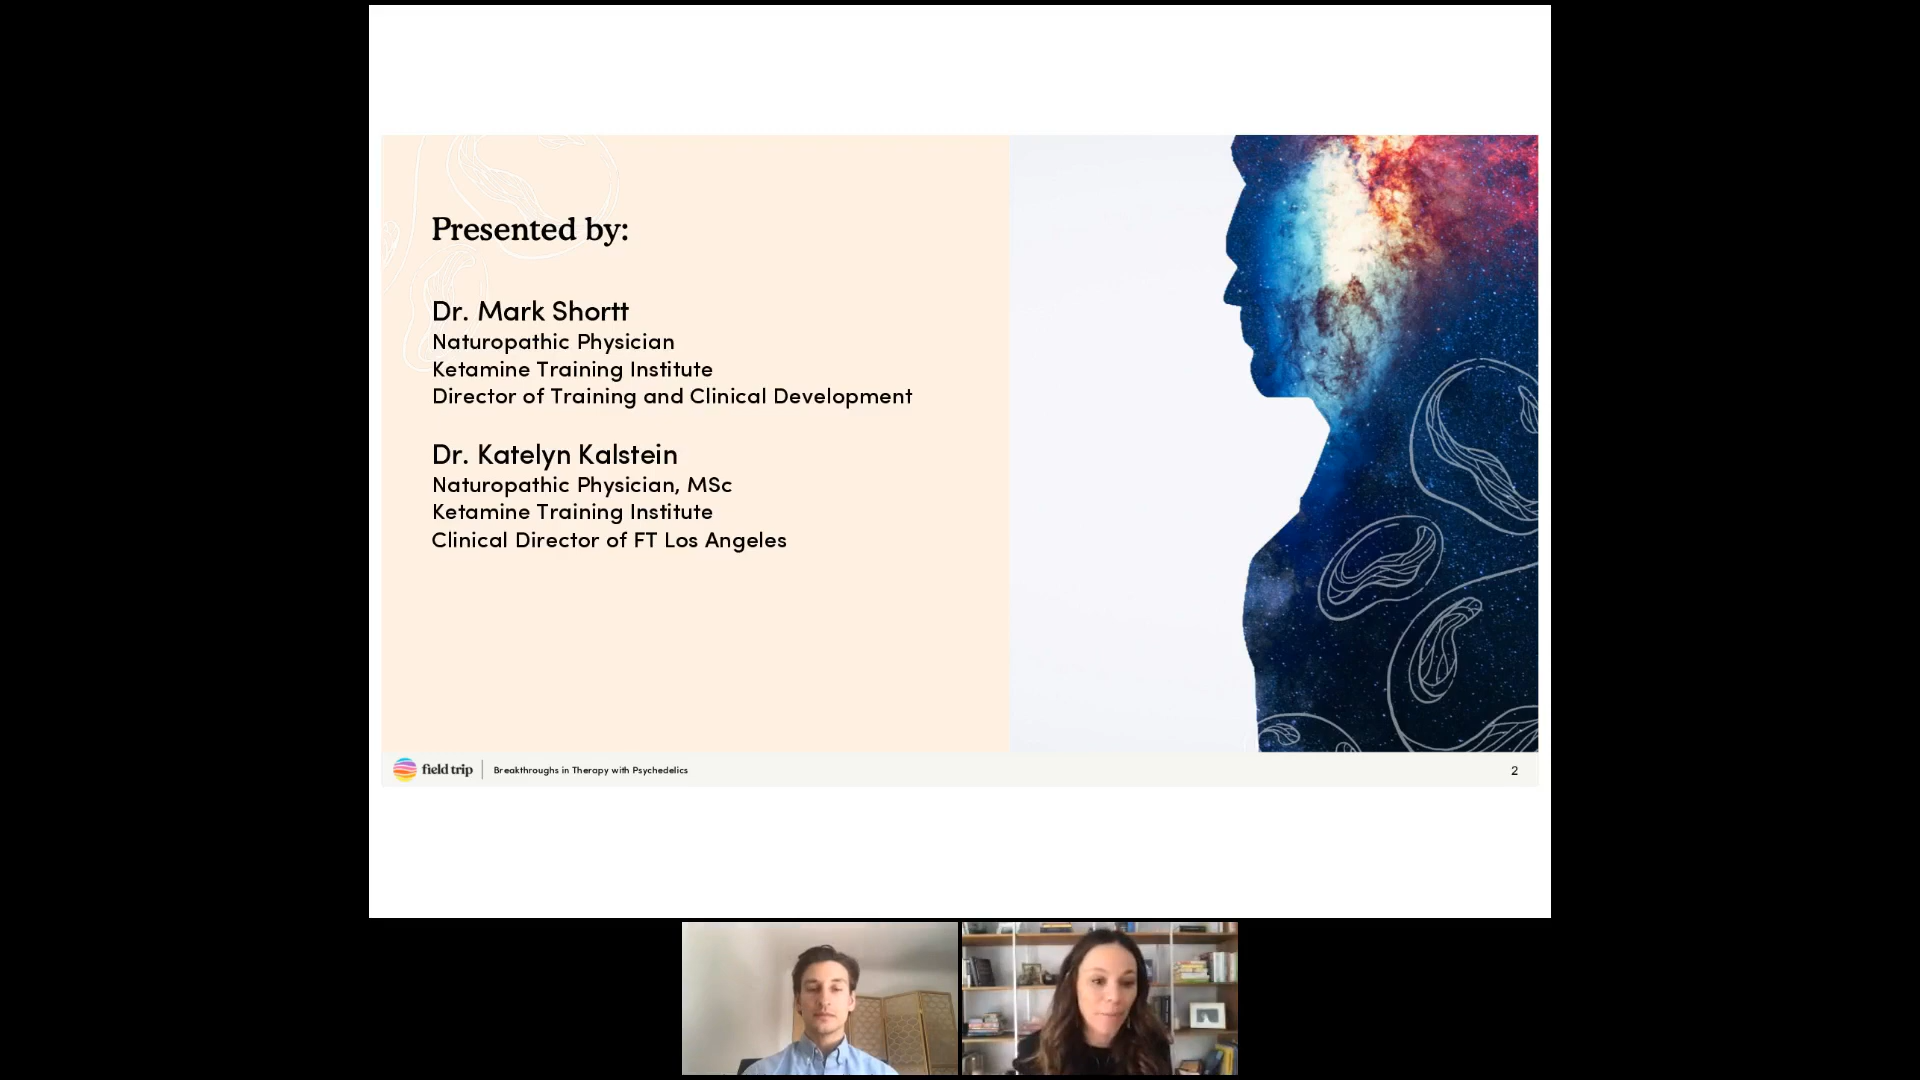 Presented by:
Dr. Mark Shortt
Naturopathic Physician
Ketamine Training Institute
Director of Training and Clinical Development
Dr. Katelyn Kalstein
Naturopathic Physician, MSc
Ketamine Training Institute
Clinical Director of FT Los Angeles
field trip
Breakthroughs in Therapy with Psychedelics
2